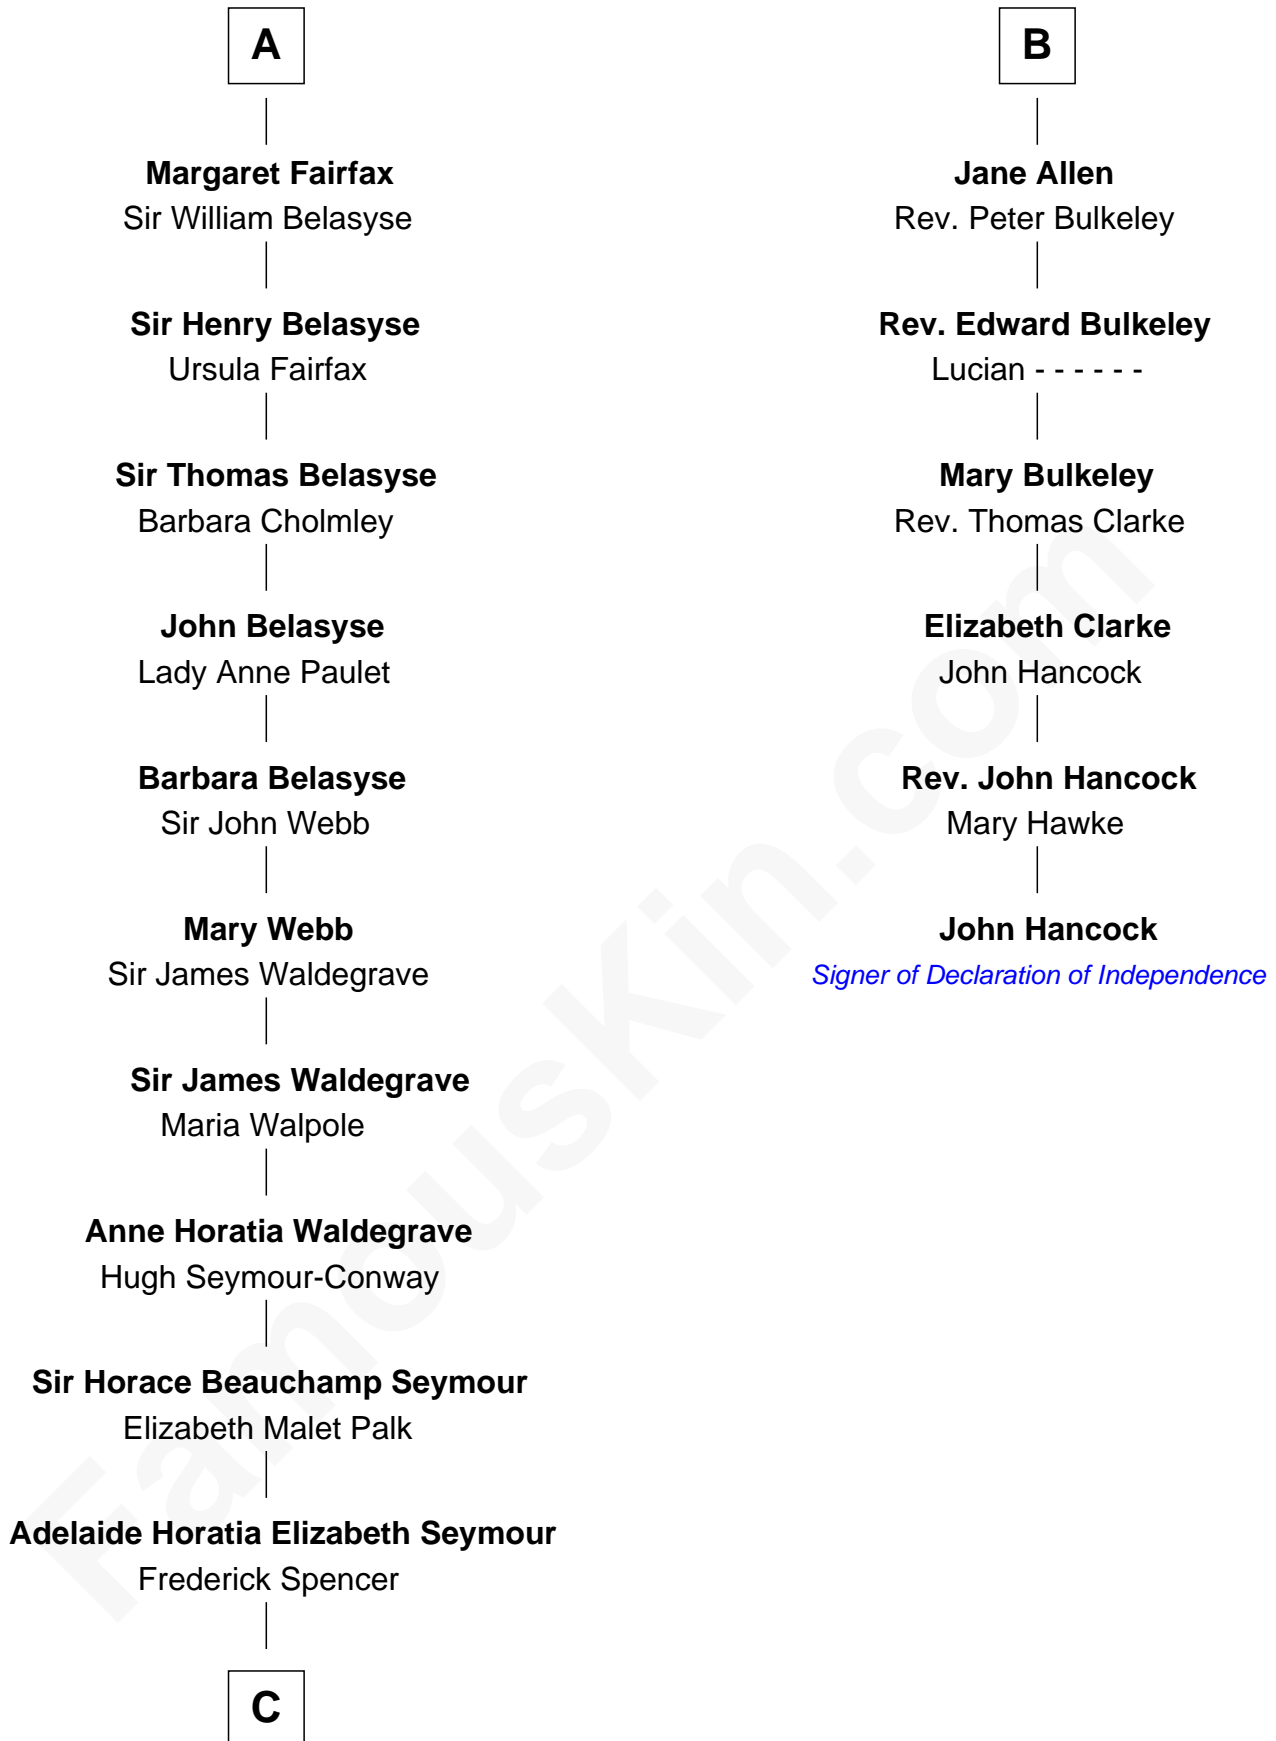 A
Margaret Fairfax
Sir William Belasyse
Sir Henry Belasyse
Ursula Fairfax
Sir Thomas Belasyse
Barbara Cholmley
John Belasyse
Lady Anne Paulet
Barbara Belasyse
Sir John Webb
Mary Webb
Sir James Waldegrave
Sir James Waldegrave
Maria Walpole
Anne Horatia Waldegrave
Hugh Seymour-Conway
Sir Horace Beauchamp Seymour
Elizabeth Malet Palk
Adelaide Horatia Elizabeth Seymour
Frederick Spencer
C
B
Jane Allen
Rev. Peter Bulkeley
Rev. Edward Bulkeley
Lucian - - - - - -
Mary Bulkeley
Rev. Thomas Clarke
Elizabeth Clarke
John Hancock
Rev. John Hancock
Mary Hawke
John Hancock
Signer of Declaration of Independence
FamousKin.com